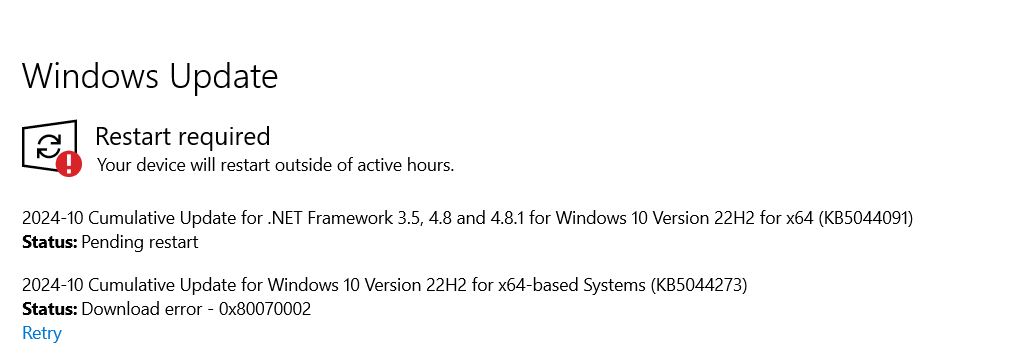 Windows Update
Restart required
Your device will restart outside of active hours.
2024-10 Cumulative Update for .NET Framework 3.5, 4.8 and 4.8.1 for Windows 10 Version 22H2 for x64 (KB5044091)
Status: Pending restart
2024-10 Cumulative Update for Windows 10 Version 22H2 for x64-based Systems (KB5044273)
Status: Download error - 0x80070002
Retry